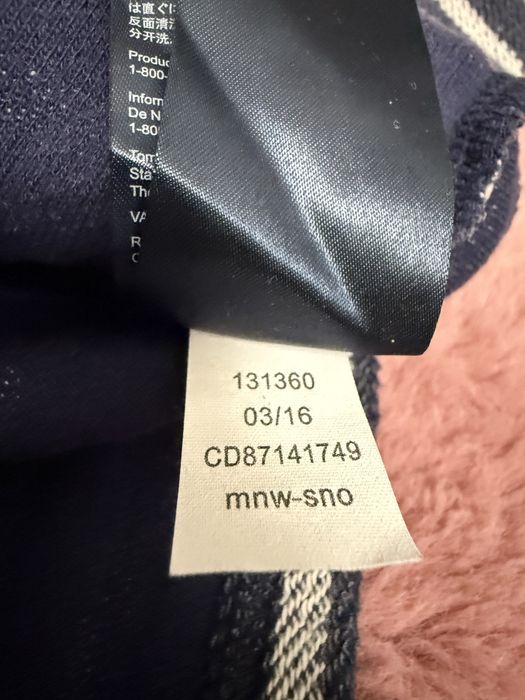 は直ぐに
反面清
分开洗
Produc
1-800-
Inform
De N
1-80
Tom
Sta
The
VA
R
131360
03/16
CD87141749
mnw-sno